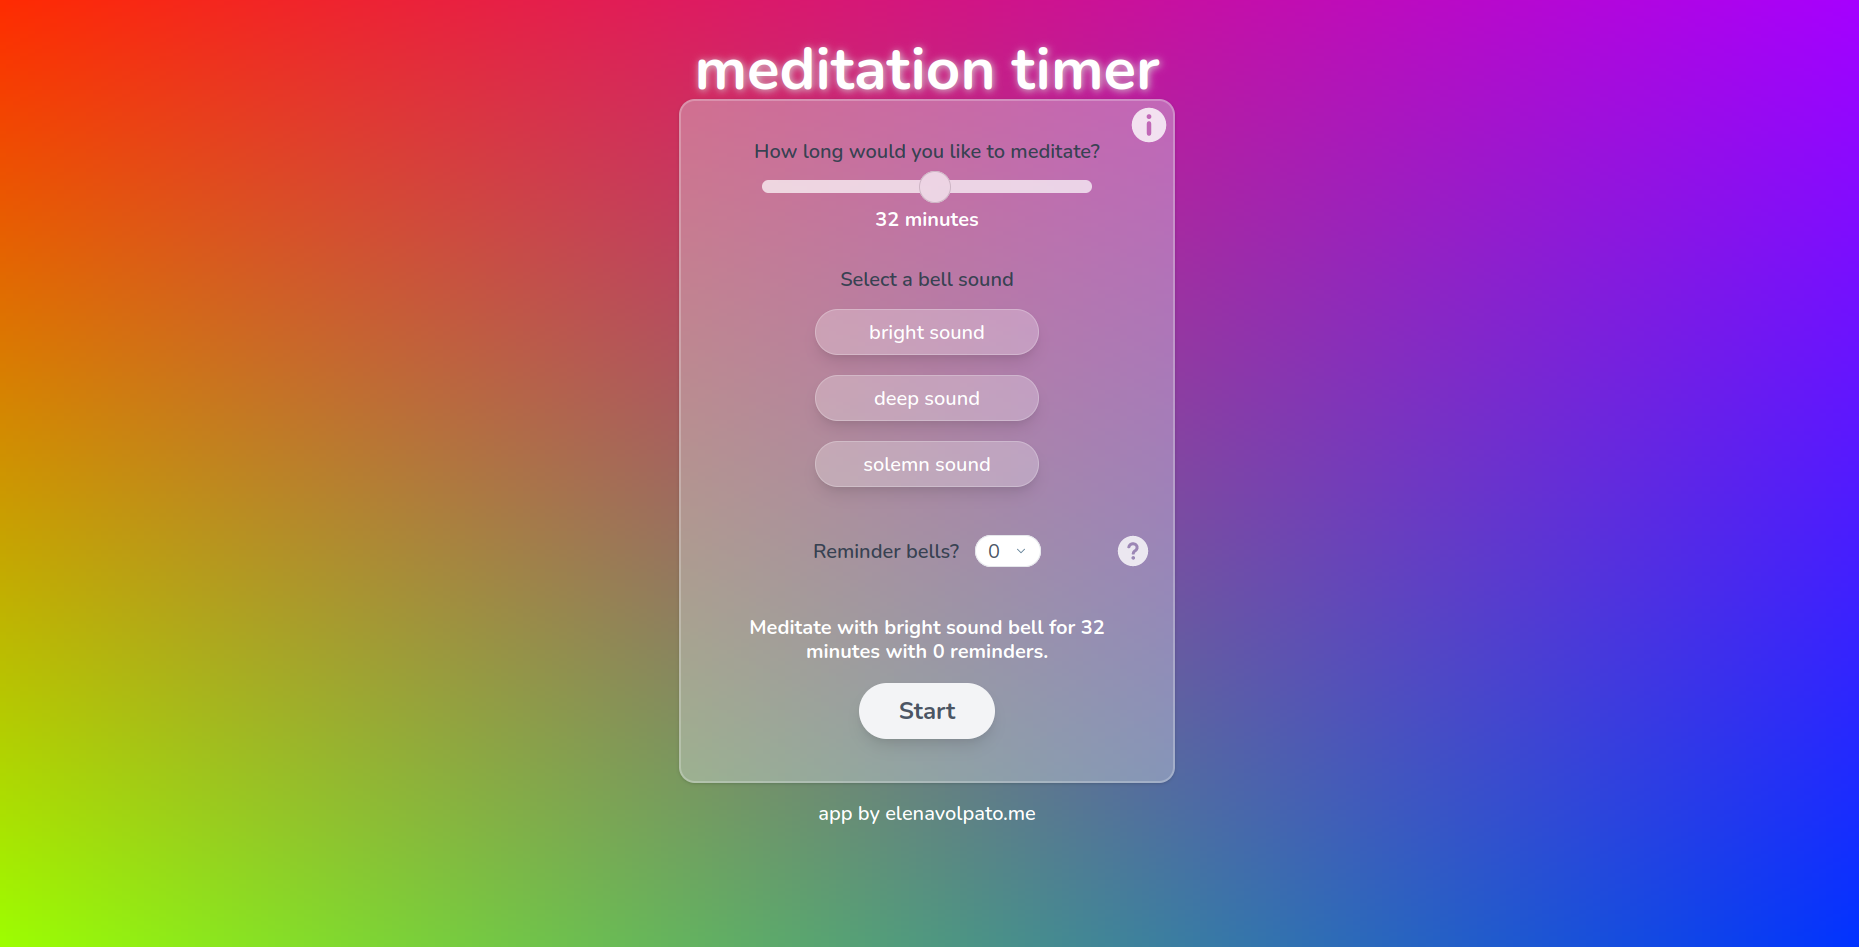 meditation timer
How long would you like to meditate?
32 minutes
Select a bell sound
bright sound
deep sound
solemn sound
Reminder bells? 0
?
Meditate with bright sound bell for 32
minutes with 0 reminders.
Start
app by elenavolpato.me